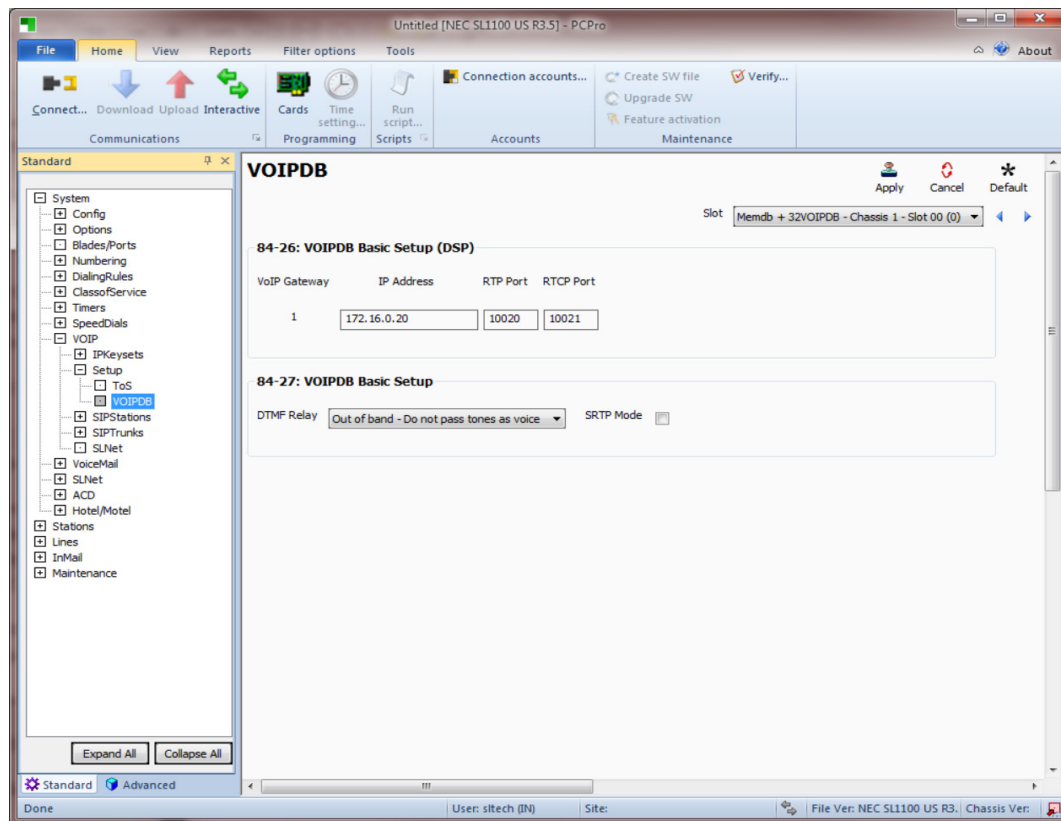 Untitled [NEC SL1100 US R3.5] - PCPro
File Home View Reports Filter options Tools About
Connect... Download Upload Interactive
Communications
Cards Time setting...
Programming
Run script...
Scripts
Connection accounts...
Accounts
Create SW file Verify...
Upgrade SW
Feature activation
Maintenance
Standard
System
Config
Options
Blades/Ports
Numbering
DialingRules
ClassofService
Timers
SpeedDials
VOIP
IPKeysets
Setup
ToS
VOIPDB
SIPStations
SIPTrunks
SLNet
VoiceMail
SLNet
ACD
Hotel/Motel
Stations
Lines
InMail
Maintenance
Expand All Collapse All
Standard Advanced
VOIPDB
Apply Cancel Default
Slot Memdb + 32VOIPDB - Chassis 1 - Slot 00 (0)
84-26: VOIPDB Basic Setup (DSP)
VoIP Gateway IP Address RTP Port RTCP Port
1 172.16.0.20 10020 10021
84-27: VOIPDB Basic Setup
DTMF Relay Out of band - Do not pass tones as voice SRTP Mode
Done User: sltech (IN) Site: File Ver: NEC SL1100 US R3. Chassis Ver: